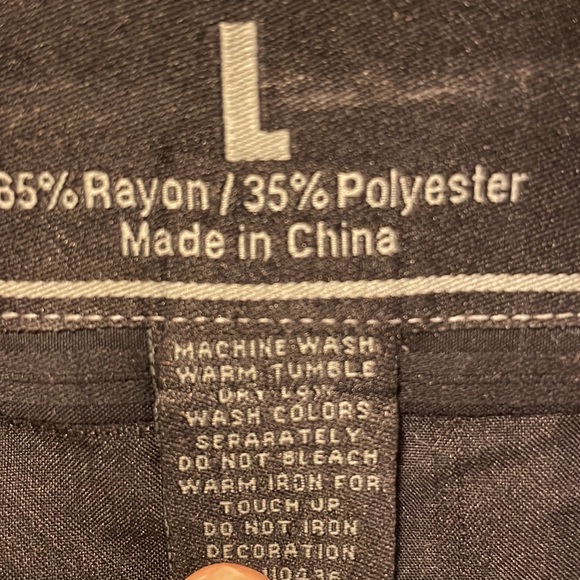 L
65% Rayon / 35% Polyester
Made in China
MACHINE WASH
WARM TUMBLE
DRY LOW
WASH COLORS
SERARATELY
DO NOT BLEACH
WARM IRON FOR
TOUCH UP
DO NOT IRON
DECORATION